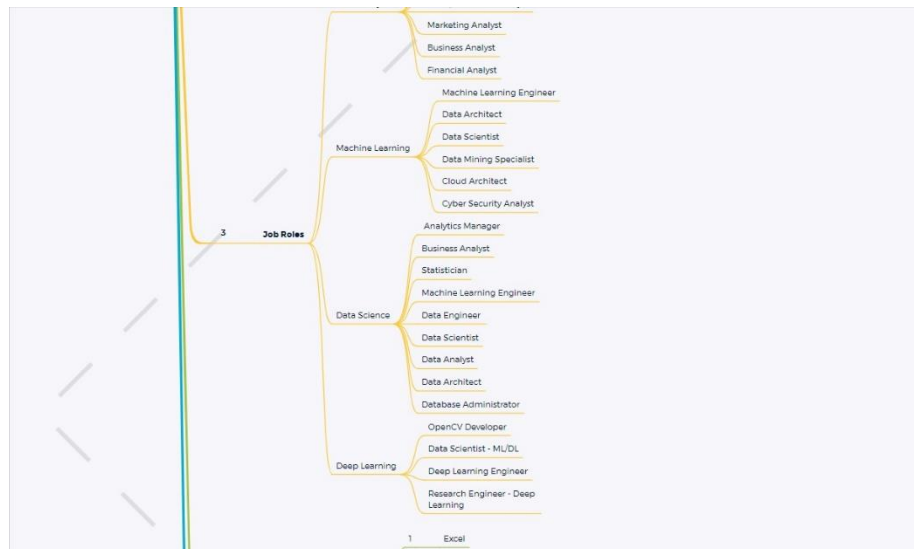 Marketing Analyst
Business Analyst
Financial Analyst
Machine Learning Engineer
Data Architect
Data Scientist
Machine Learning
Data Mining Specialist
Cloud Architect
Cyber Security Analyst
3 Job Roles
Analytics Manager
Business Analyst
Statistician
Machine Learning Engineer
Data Science
Data Engineer
Data Scientist
Data Analyst
Data Architect
Database Administrator
OpenCV Developer
Data Scientist - ML/DL
Deep Learning
Deep Learning Engineer
Research Engineer - Deep
Learning
1 Excel